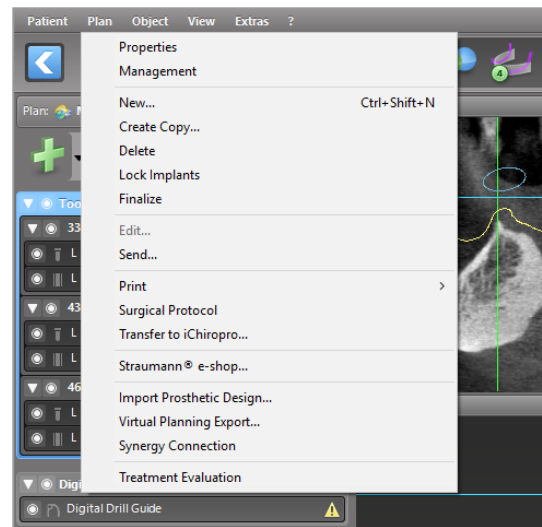 Patient Plan Object View Extras ?
Properties
Management
New... Ctrl+Shift+N
Create Copy...
Delete
Lock Implants
Finalize
Edit...
Send...
Print
Surgical Protocol
Transfer to iChiropro...
Straumann® e-shop...
Import Prosthetic Design...
Virtual Planning Export...
Synergy Connection
Treatment Evaluation
4
Plan:
Too
33
L
L
43
L
L
46
L
L
Digi
Digital Drill Guide